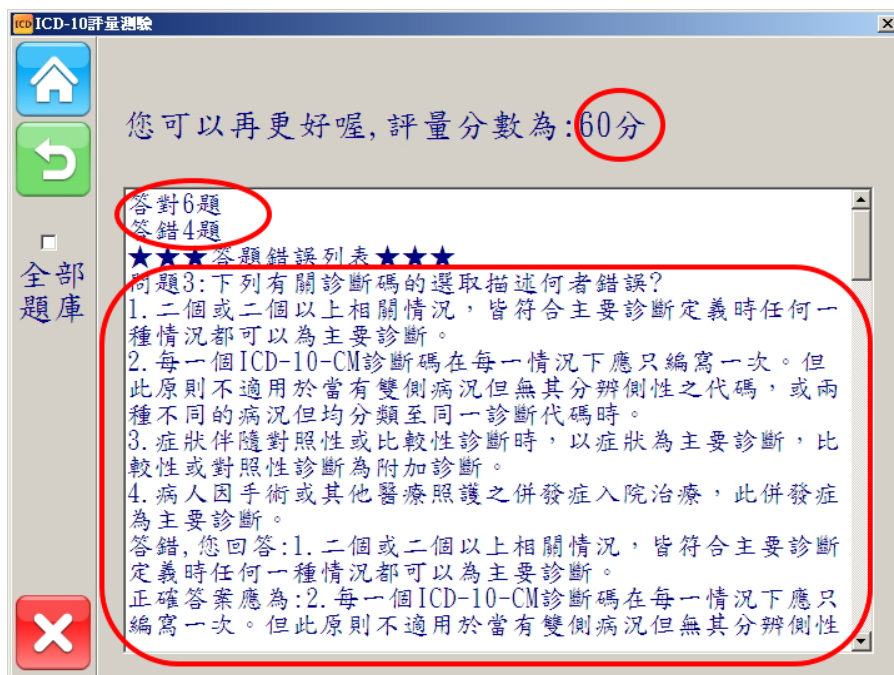 ICD ICD-10評量測驗
您可以再更好喔,評量分數為:60分
全部
題庫
答對6題
答錯4題
★★★答題錯誤列表★★★
問題3:下列有關診斷碼的選取描述何者錯誤?
1.二個或二個以上相關情況，皆符合主要診斷定義時任何一
種情況都可以為主要診斷。
2.每一個ICD-10-CM診斷碼在每一情況下應只編寫一次。但
此原則不適用於當有雙側病況但無其分辨側性之代碼，或兩
種不同的病況但均分類至同一診斷代碼時。
3.症狀伴隨對照性或比較性診斷時，以症狀為主要診斷，比
較性或對照性診斷為附加診斷。
4.病人因手術或其他醫療照護之併發症入院治療，此併發症
為主要診斷。
答錯,您回答:1.二個或二個以上相關情況，皆符合主要診斷
定義時任何一種情況都可以為主要診斷。
正確答案應為:2.每一個ICD-10-CM診斷碼在每一情況下應只
編寫一次。但此原則不適用於當有雙側病況但無其分辨側性